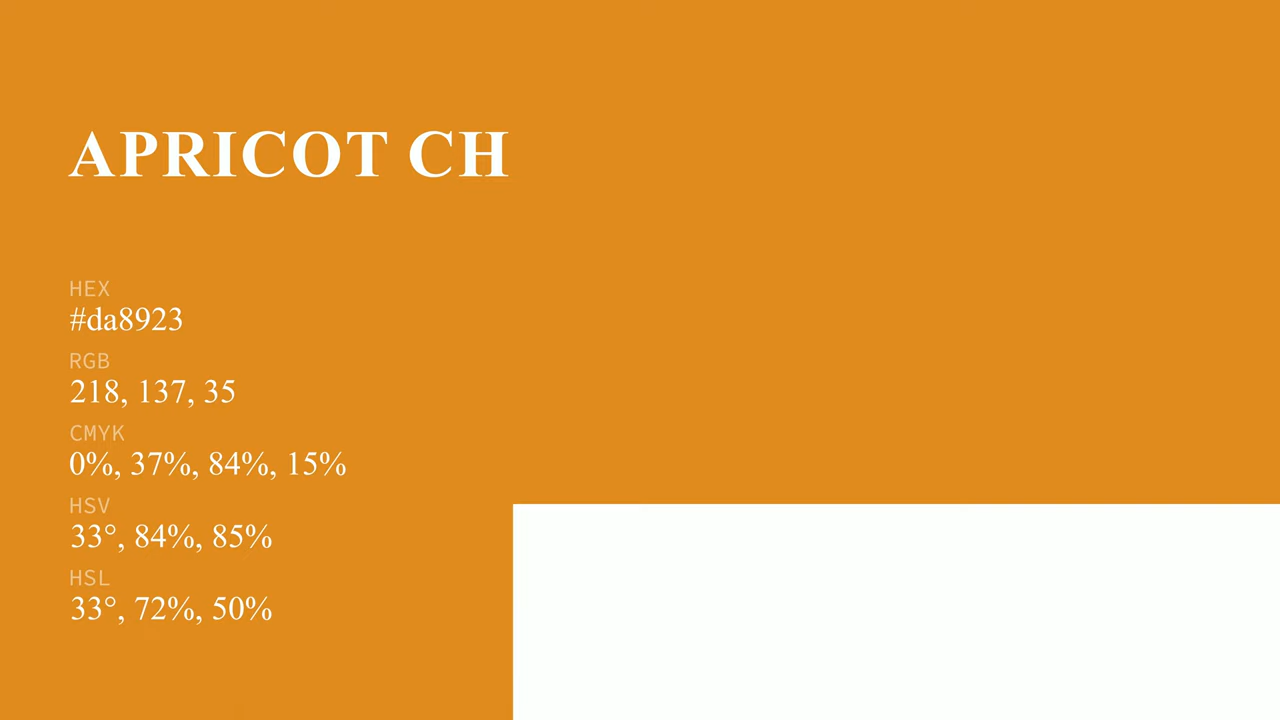 APRICOT CH
HEX
#da8923
RGB
218, 137, 35
CMYK
0%, 37%, 84%, 15%
HSV
33°, 84%, 85%
HSL
33°, 72%, 50%